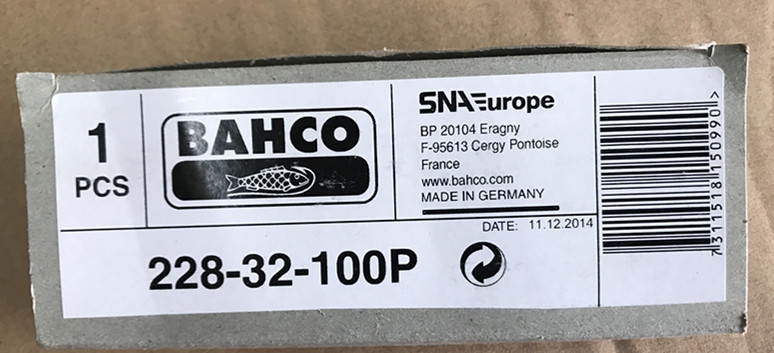 1
PCS
BAHCO
SNA Europe
BP 20104 Eragny
F-95613 Cergy Pontoise
France
www.bahco.com
MADE IN GERMANY
DATE: 11.12.2014
228-32-100P
7311518150990>